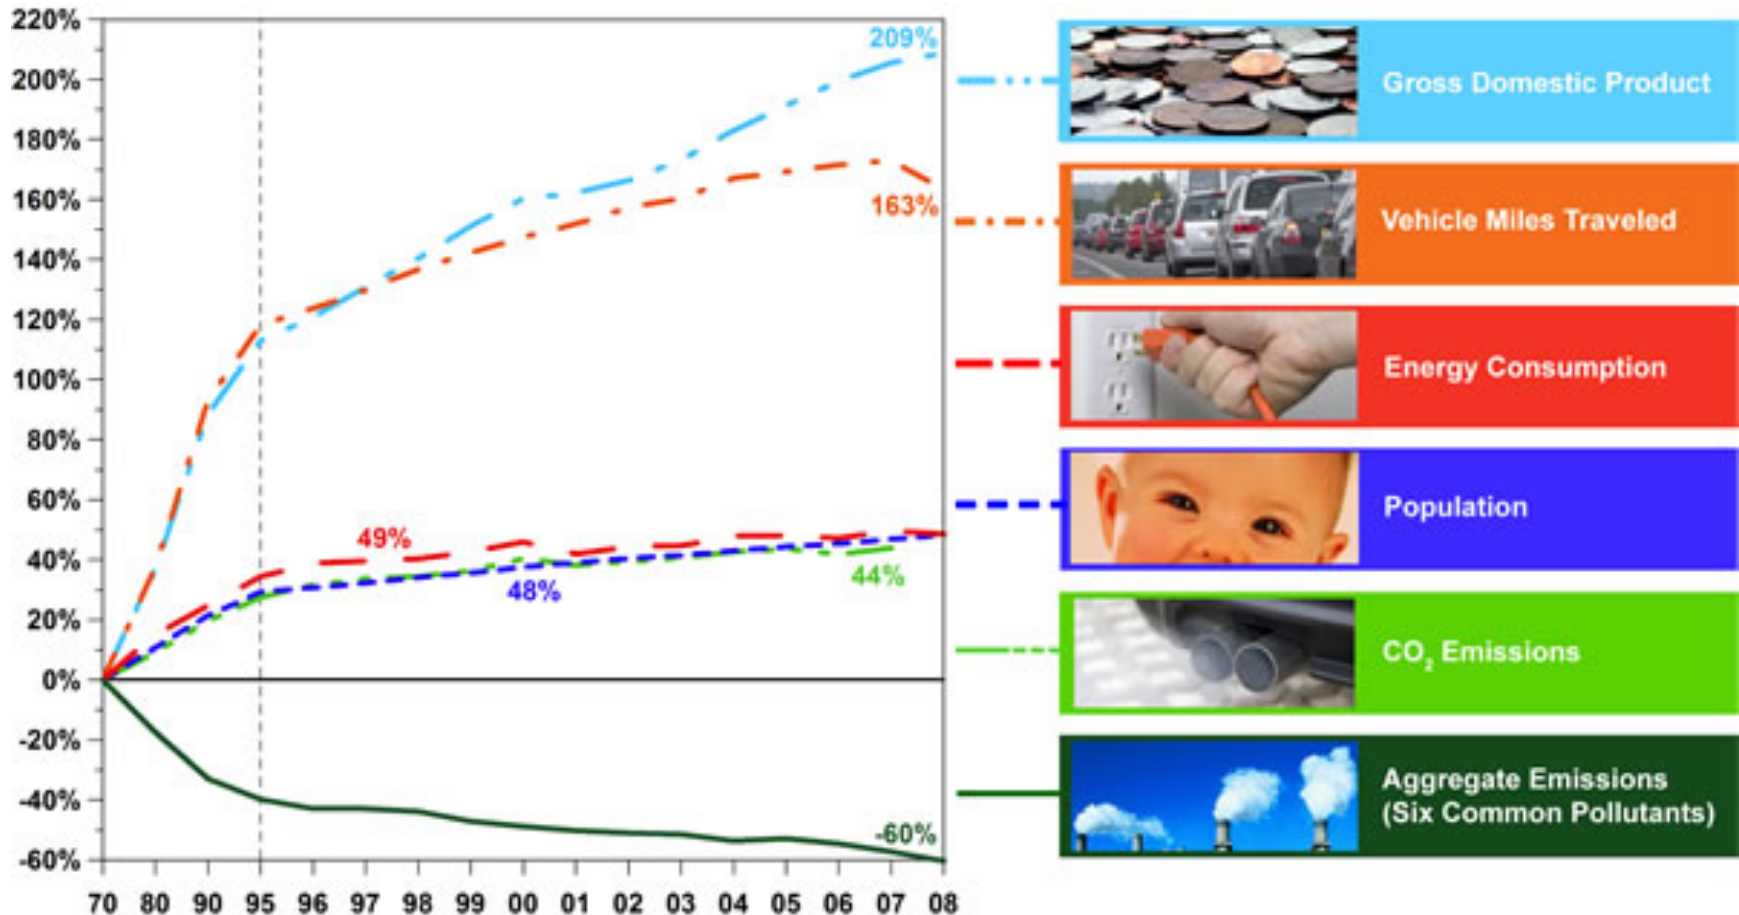 220%
200%
180%
160%
140%
120%
100%
80%
60%
40%
20%
0%
-20%
-40%
-60%
70 80 90 95 96 97 98 99 00 01 02 03 04 05 06 07 08
209%
163%
49%
48%
44%
-60%
Gross Domestic Product
Vehicle Miles Traveled
Energy Consumption
Population
CO₂ Emissions
Aggregate Emissions
(Six Common Pollutants)